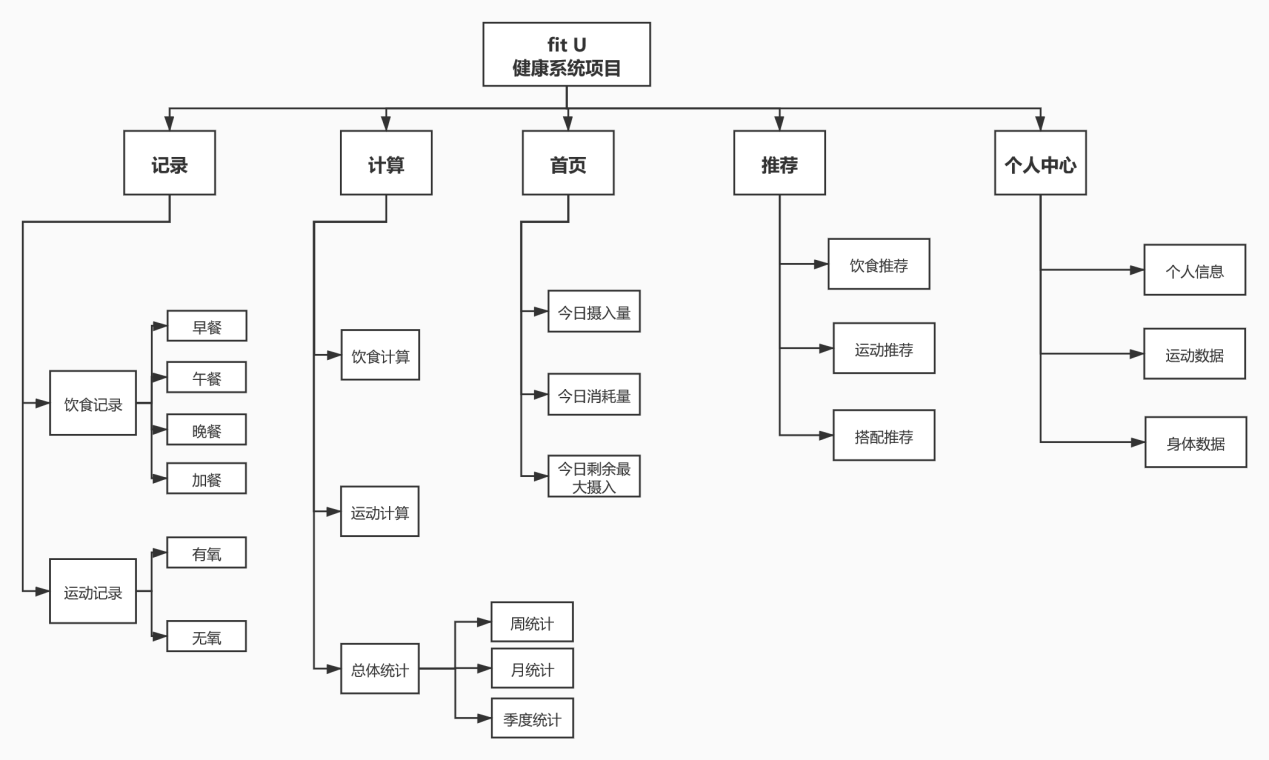 fit U
健康系统项目
记录
计算
首页
推荐
个人中心
饮食记录
早餐
午餐
晚餐
加餐
运动记录
有氧
无氧
饮食计算
运动计算
总体统计
周统计
月统计
季度统计
今日摄入量
今日消耗量
今日剩余最
大摄入
饮食推荐
运动推荐
搭配推荐
个人信息
运动数据
身体数据